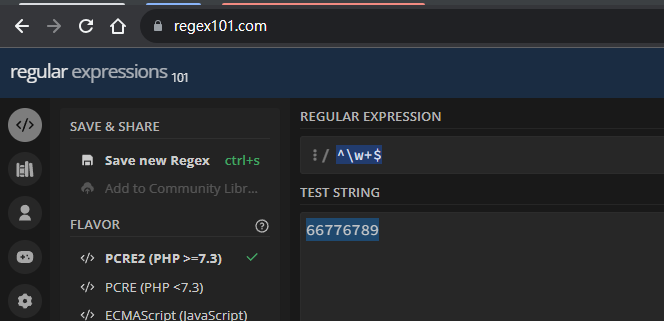 regex101.com
regular expressions 101
SAVE & SHARE
Save new Regex ctrl+s
Add to Community Libr...
FLAVOR
PCRE2 (PHP >=7.3)
PCRE (PHP <7.3)
ECMAScript (JavaScript)
REGULAR EXPRESSION
/ ^\w+$
TEST STRING
66776789